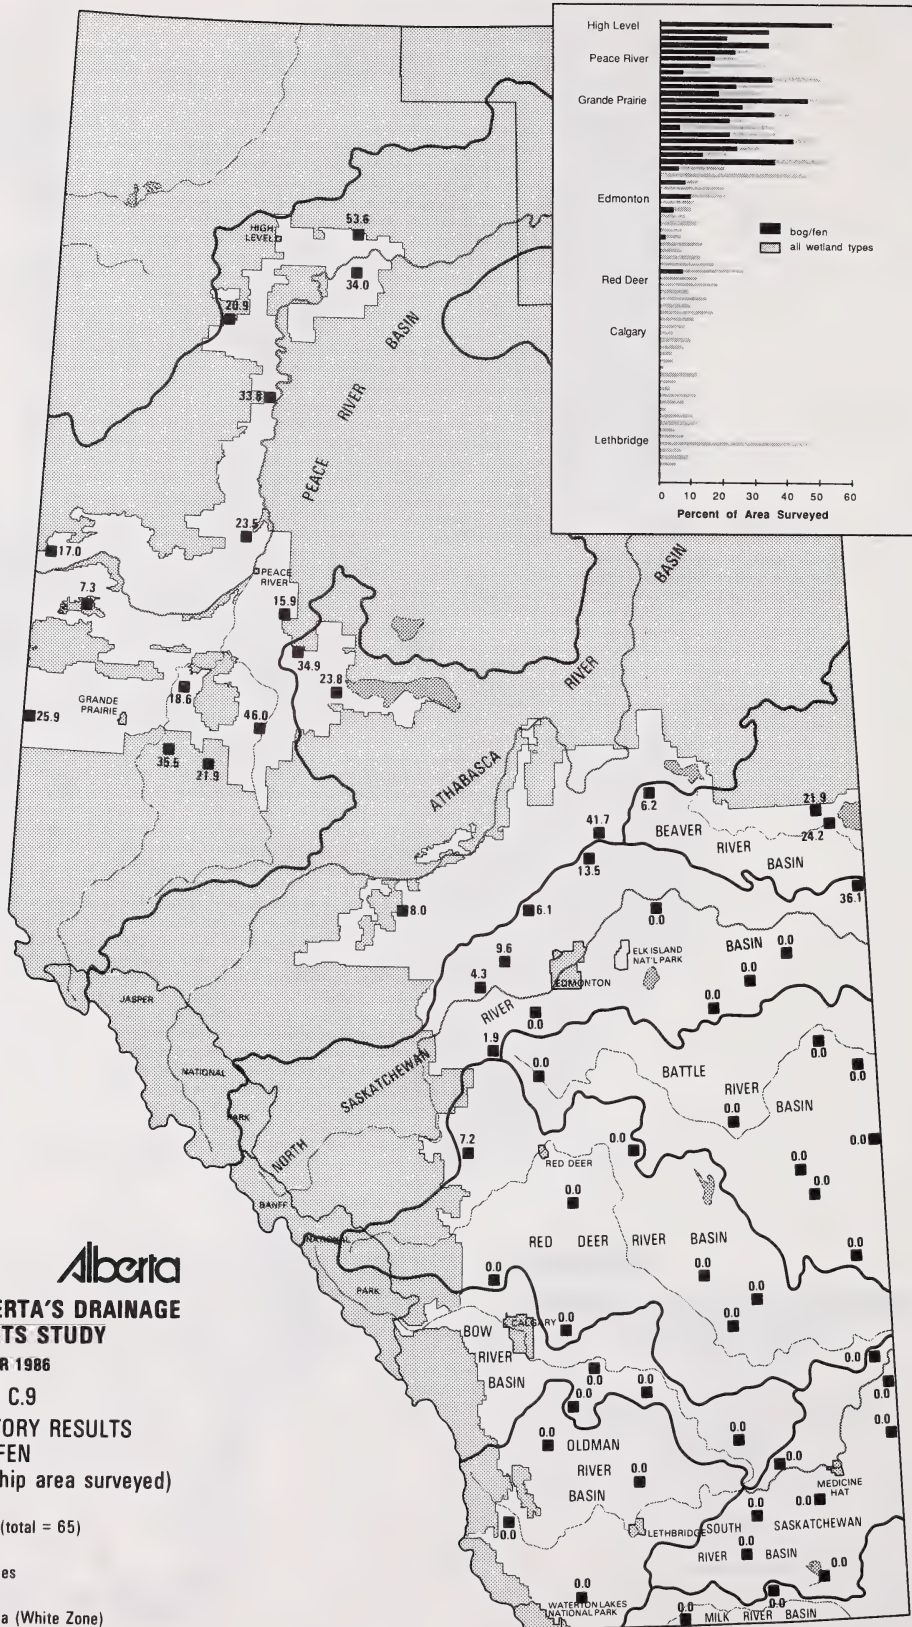 High Level
Peace River
Grande Prairie
Edmonton
bog/fen
all wetland types
Red Deer
Calgary
Lethbridge
0 10 20 30 40 50 60
Percent of Area Surveyed
HIGH
LEVEL
53.6
34.0
20.9
33.8
BASIN
RIVER
PEACE
23.5
17.0
PEACE
RIVER
7.3
15.9
BASIN
34.9
23.8
RIVER
18.6
GRANDE
PRAIRIE
25.9
46.0
35.5
21.9
ATHABASCA
6.2
21.9
24.2
41.7
BEAVER
RIVER
BASIN
13.5
36.1
8.0
6.1
0.0
9.6
ELK ISLAND
NAT'L PARK
BASIN
0.0
0.0
4.3
EDMONTON
0.0
JASPER
RIVER
0.0
1.9
0.0
0.0
0.0
NATIONAL
SASKATCHEWAN
BATTLE
RIVER
BASIN
0.0
PARK
NORTH
7.2
0.0
0.0
RED DEER
0.0
0.0
0.0
BANFF
NATIONAL
RED DEER RIVER BASIN
0.0
0.0
0.0
0.0
PARK
0.0
Alberta
ERTA'S DRAINAGE
TS STUDY
R 1986
C.9
TORY RESULTS
FEN
hip area surveyed)
(total = 65)
es
a (White Zone)
BOW
RIVER
BASIN
CALGARY
0.0
0.0
0.0
0.0
0.0
0.0
0.0
0.0
0.0
OLDMAN
RIVER
BASIN
0.0
0.0
0.0
0.0
MEDICINE
HAT
0.0
0.0
LETHBRIDGE
SOUTH SASKATCHEWAN
RIVER BASIN
0.0
0.0
0.0
WATERTON LAKES
NATIONAL PARK
0.0
0.0
MILK RIVER BASIN